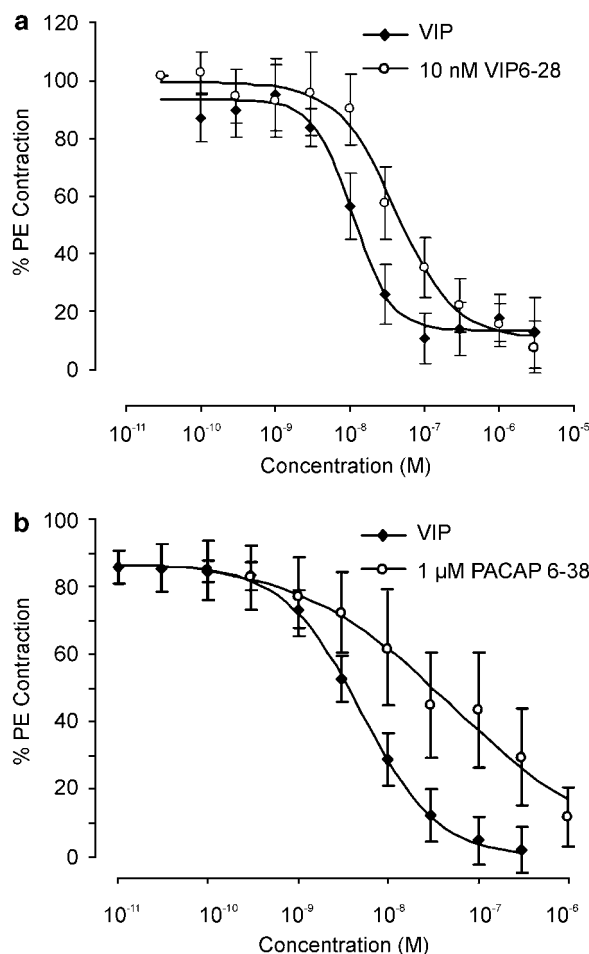 a
120
VIP
10 nM VIP6-28
100
80
60
40
20
0
% PE Contraction
10⁻¹¹ 10⁻¹⁰ 10⁻⁹ 10⁻⁸ 10⁻⁷ 10⁻⁶ 10⁻⁵
Concentration (M)
b
100
VIP
1 µM PACAP 6-38
80
60
40
20
0
% PE Contraction
10⁻¹¹ 10⁻¹⁰ 10⁻⁹ 10⁻⁸ 10⁻⁷ 10⁻⁶
Concentration (M)